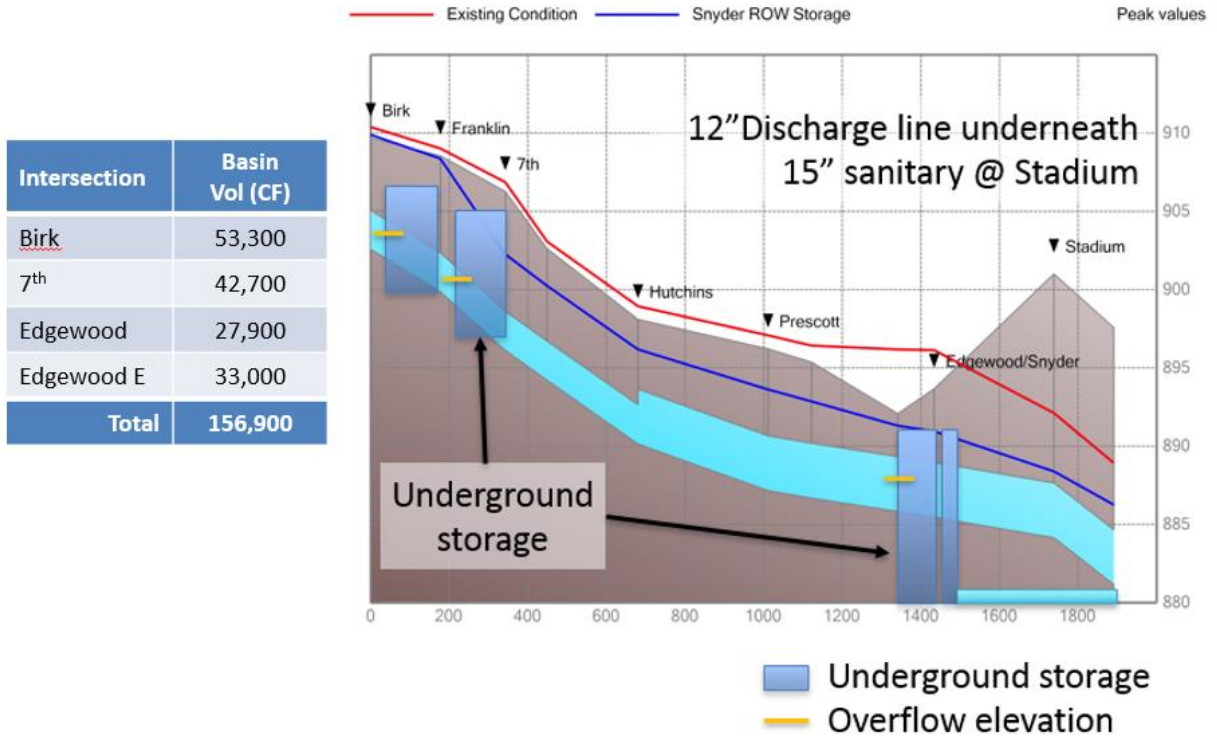 Existing Condition
Snyder ROW Storage
Peak values
Intersection
Basin
Vol (CF)
Birk
53,300
7th
42,700
Edgewood
27,900
Edgewood E
33,000
Total
156,900
Birk
Franklin
7th
Hutchins
Prescott
Edgewood/Snyder
Stadium
12”Discharge line underneath
15” sanitary @ Stadium
Underground
storage
910
905
900
895
890
885
880
0
200
400
600
800
1000
1200
1400
1600
1800
Underground storage
Overflow elevation